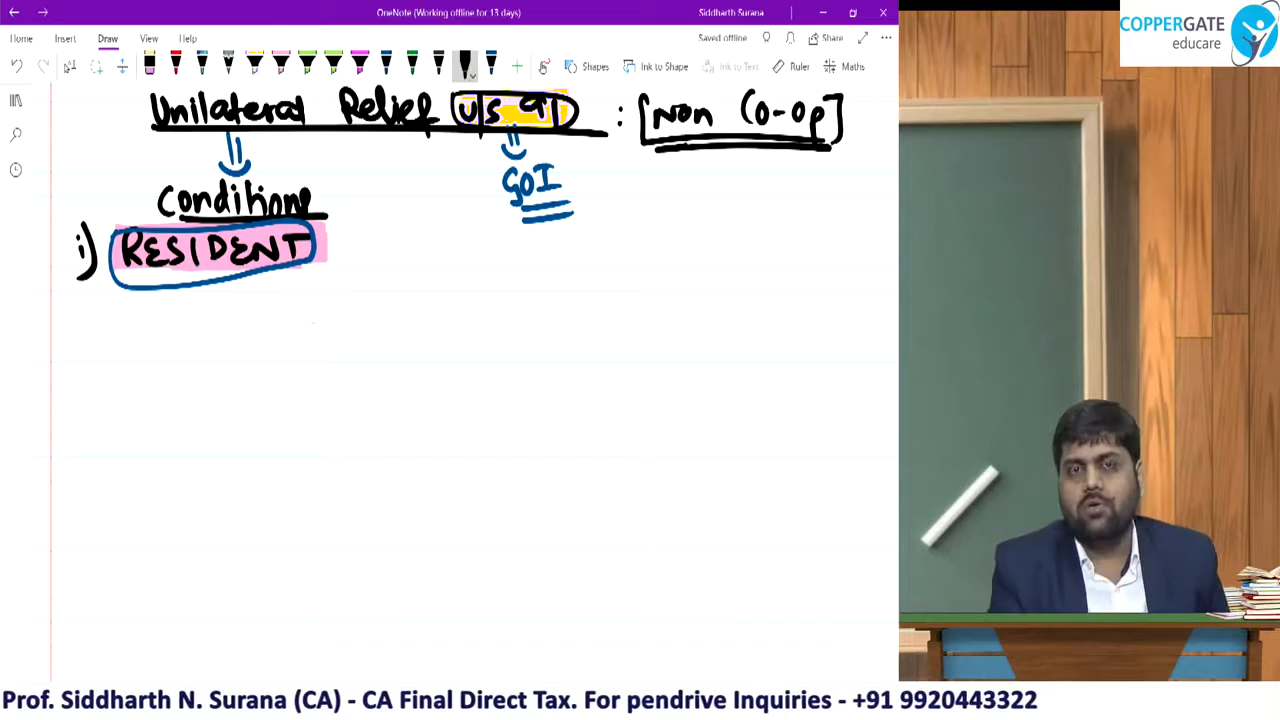 OneNote (Working offline for 13 days)
Siddharth Surana
COPPERGATE
educare
Home Insert Draw View Help
Saved offline
Share
Shapes
Ink to Shape
Ink to Text
Ruler
Maths
Unilateral Relief u/s 91 : [Non Co-op]
GOI
Conditions
i) RESIDENT
Prof. Siddharth N. Surana (CA) - CA Final Direct Tax. For pendrive Inquiries - +91 9920443322